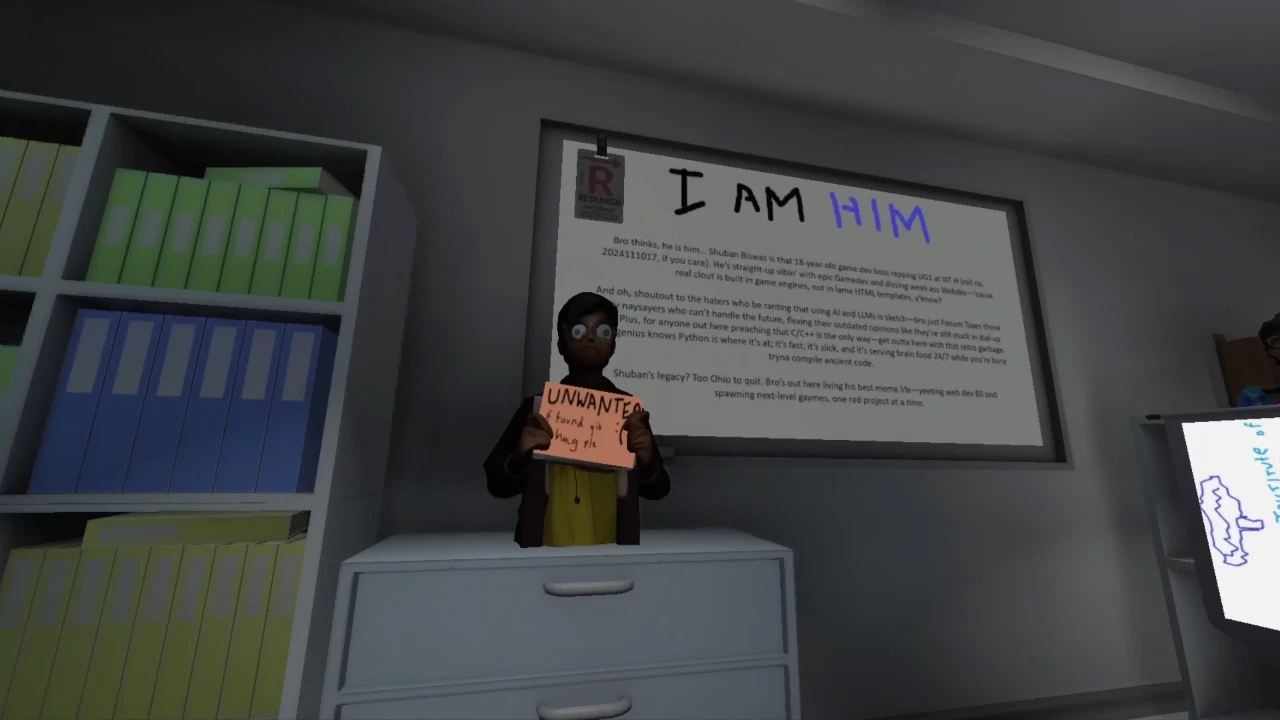 I AM HIM
R
RESEARCH
Bro thinks, he is him... Shuban Biswas is that 18-year-old game dev boss repping UG1 at IIIT H (roll no.
2024111017, if you care). He's straight-up vibin' with epic Gamedev and dissing weak-ass Webdev—'cause
real clout is built in game engines, not in lame HTML templates, y'know?
And oh, shoutout to the haters who be ranting that using AI and LLMs is sketch—bro just Fanum Taxes those
naysayers who can't handle the future, flexing their outdated opinions like they're still stuck in dial-up
Plus, for anyone out here preaching that C/C++ is the only way—get outta here with that retro garbage.
genius knows Python is where it's at; it's fast, it's slick, and it's serving brain food 24/7 while you're busy
tryna compile ancient code.
Shuban's legacy? Too Ohio to quit. Bro's out here living his best meme life—yeeting web dev BS and
spawning next-level gaymes, one rad project at a time.
UNWANTED
if found giv
hug plz
Institute of